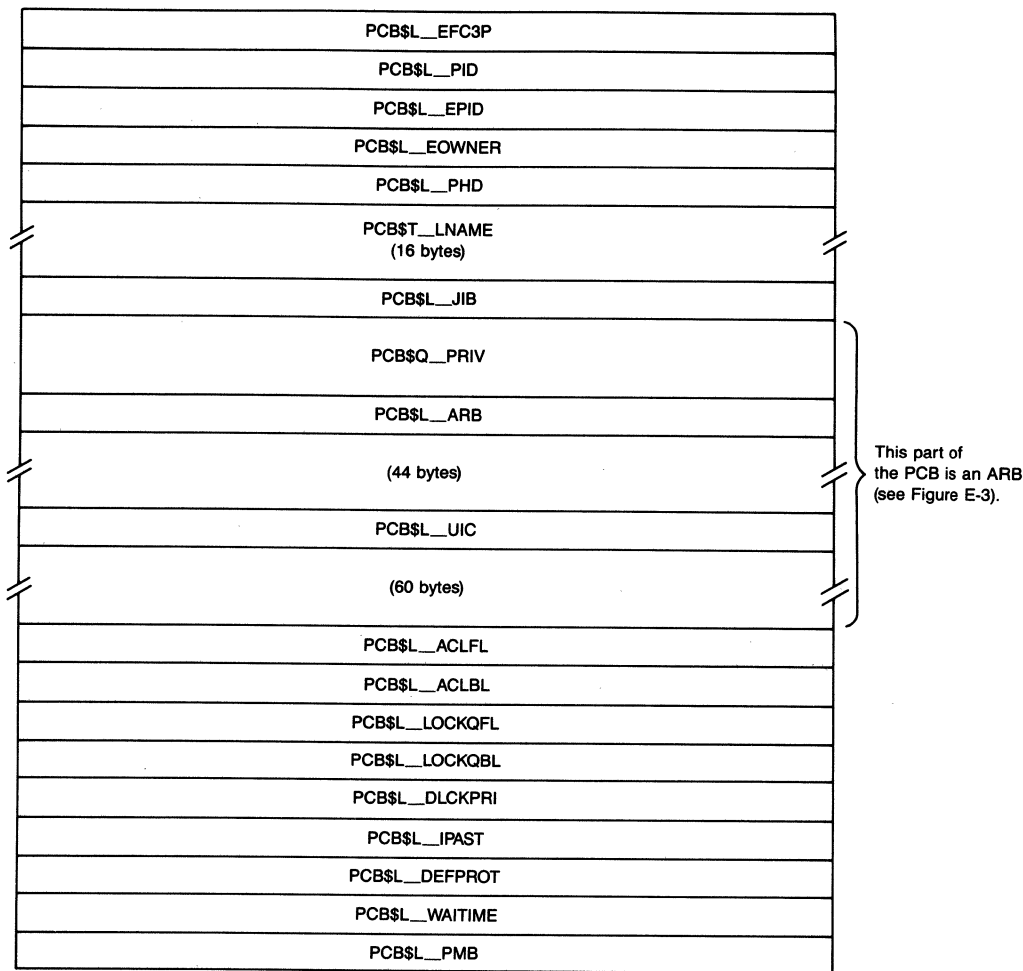 PCB$L__EFC3P
PCB$L__PID
PCB$L__EPID
PCB$L__EOWNER
PCB$L__PHD
PCB$T__LNAME
(16 bytes)
PCB$L__JIB
PCB$Q__PRIV
PCB$L__ARB
(44 bytes)
PCB$L__UIC
(60 bytes)
This part of
the PCB is an ARB
(see Figure E-3).
PCB$L__ACLFL
PCB$L__ACLBL
PCB$L__LOCKQFL
PCB$L__LOCKQBL
PCB$L__DLCKPRI
PCB$L__IPAST
PCB$L__DEFPROT
PCB$L__WAITIME
PCB$L__PMB